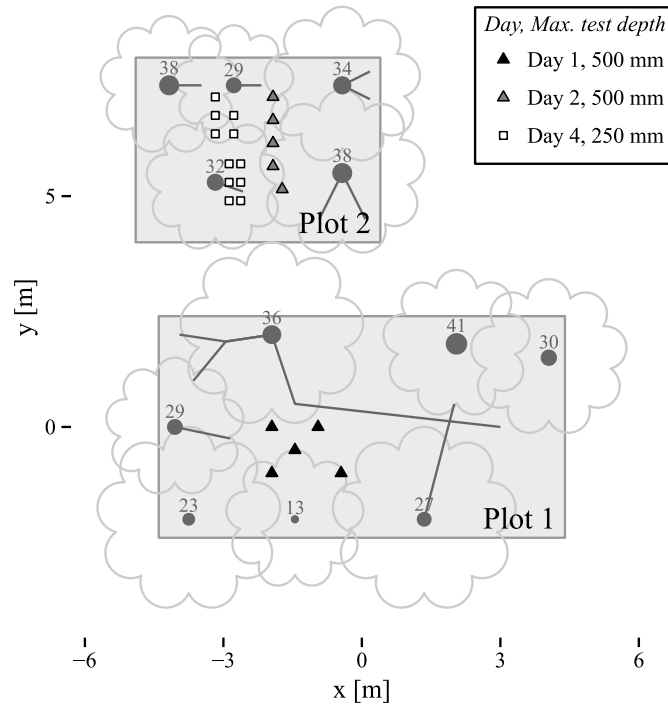 Day, Max. test depth
Day 1, 500 mm
Day 2, 500 mm
Day 4, 250 mm
38 29 34
32 38
Plot 2
5
y [m]
36 41 30
29
0
23 13 27
Plot 1
−6 −3 0 3 6
x [m]